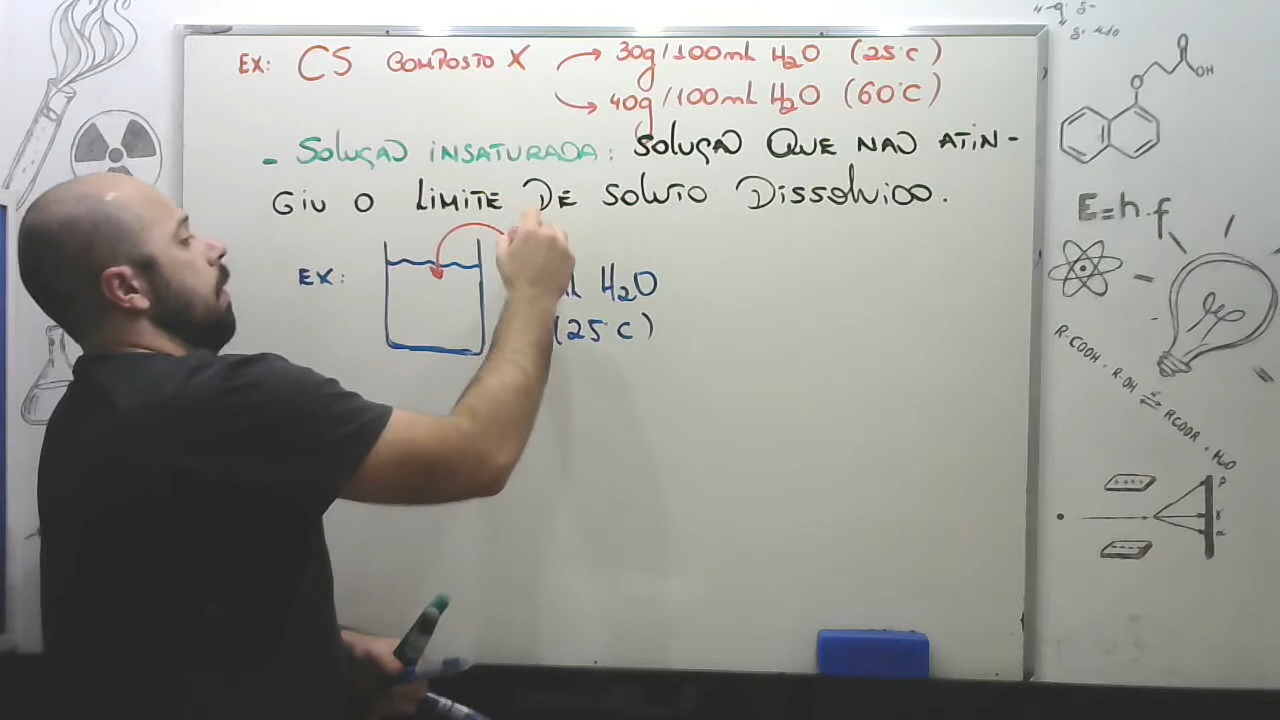 EX: CS COMPOSTO X
30g/100ml H₂O (25°C)
40g/100ml H₂O (60°C)
- SOLUÇÃO INSATURADA: SOLUÇÃO QUE NÃO ATIN-
GIU O LIMITE DE SOLUTO DISSOLVIDO.
EX:
H₂O
(25°C)
OH
E=h.f
R-COOH + R-OH ⇌ RCOOR + H₂O
β
γ
α